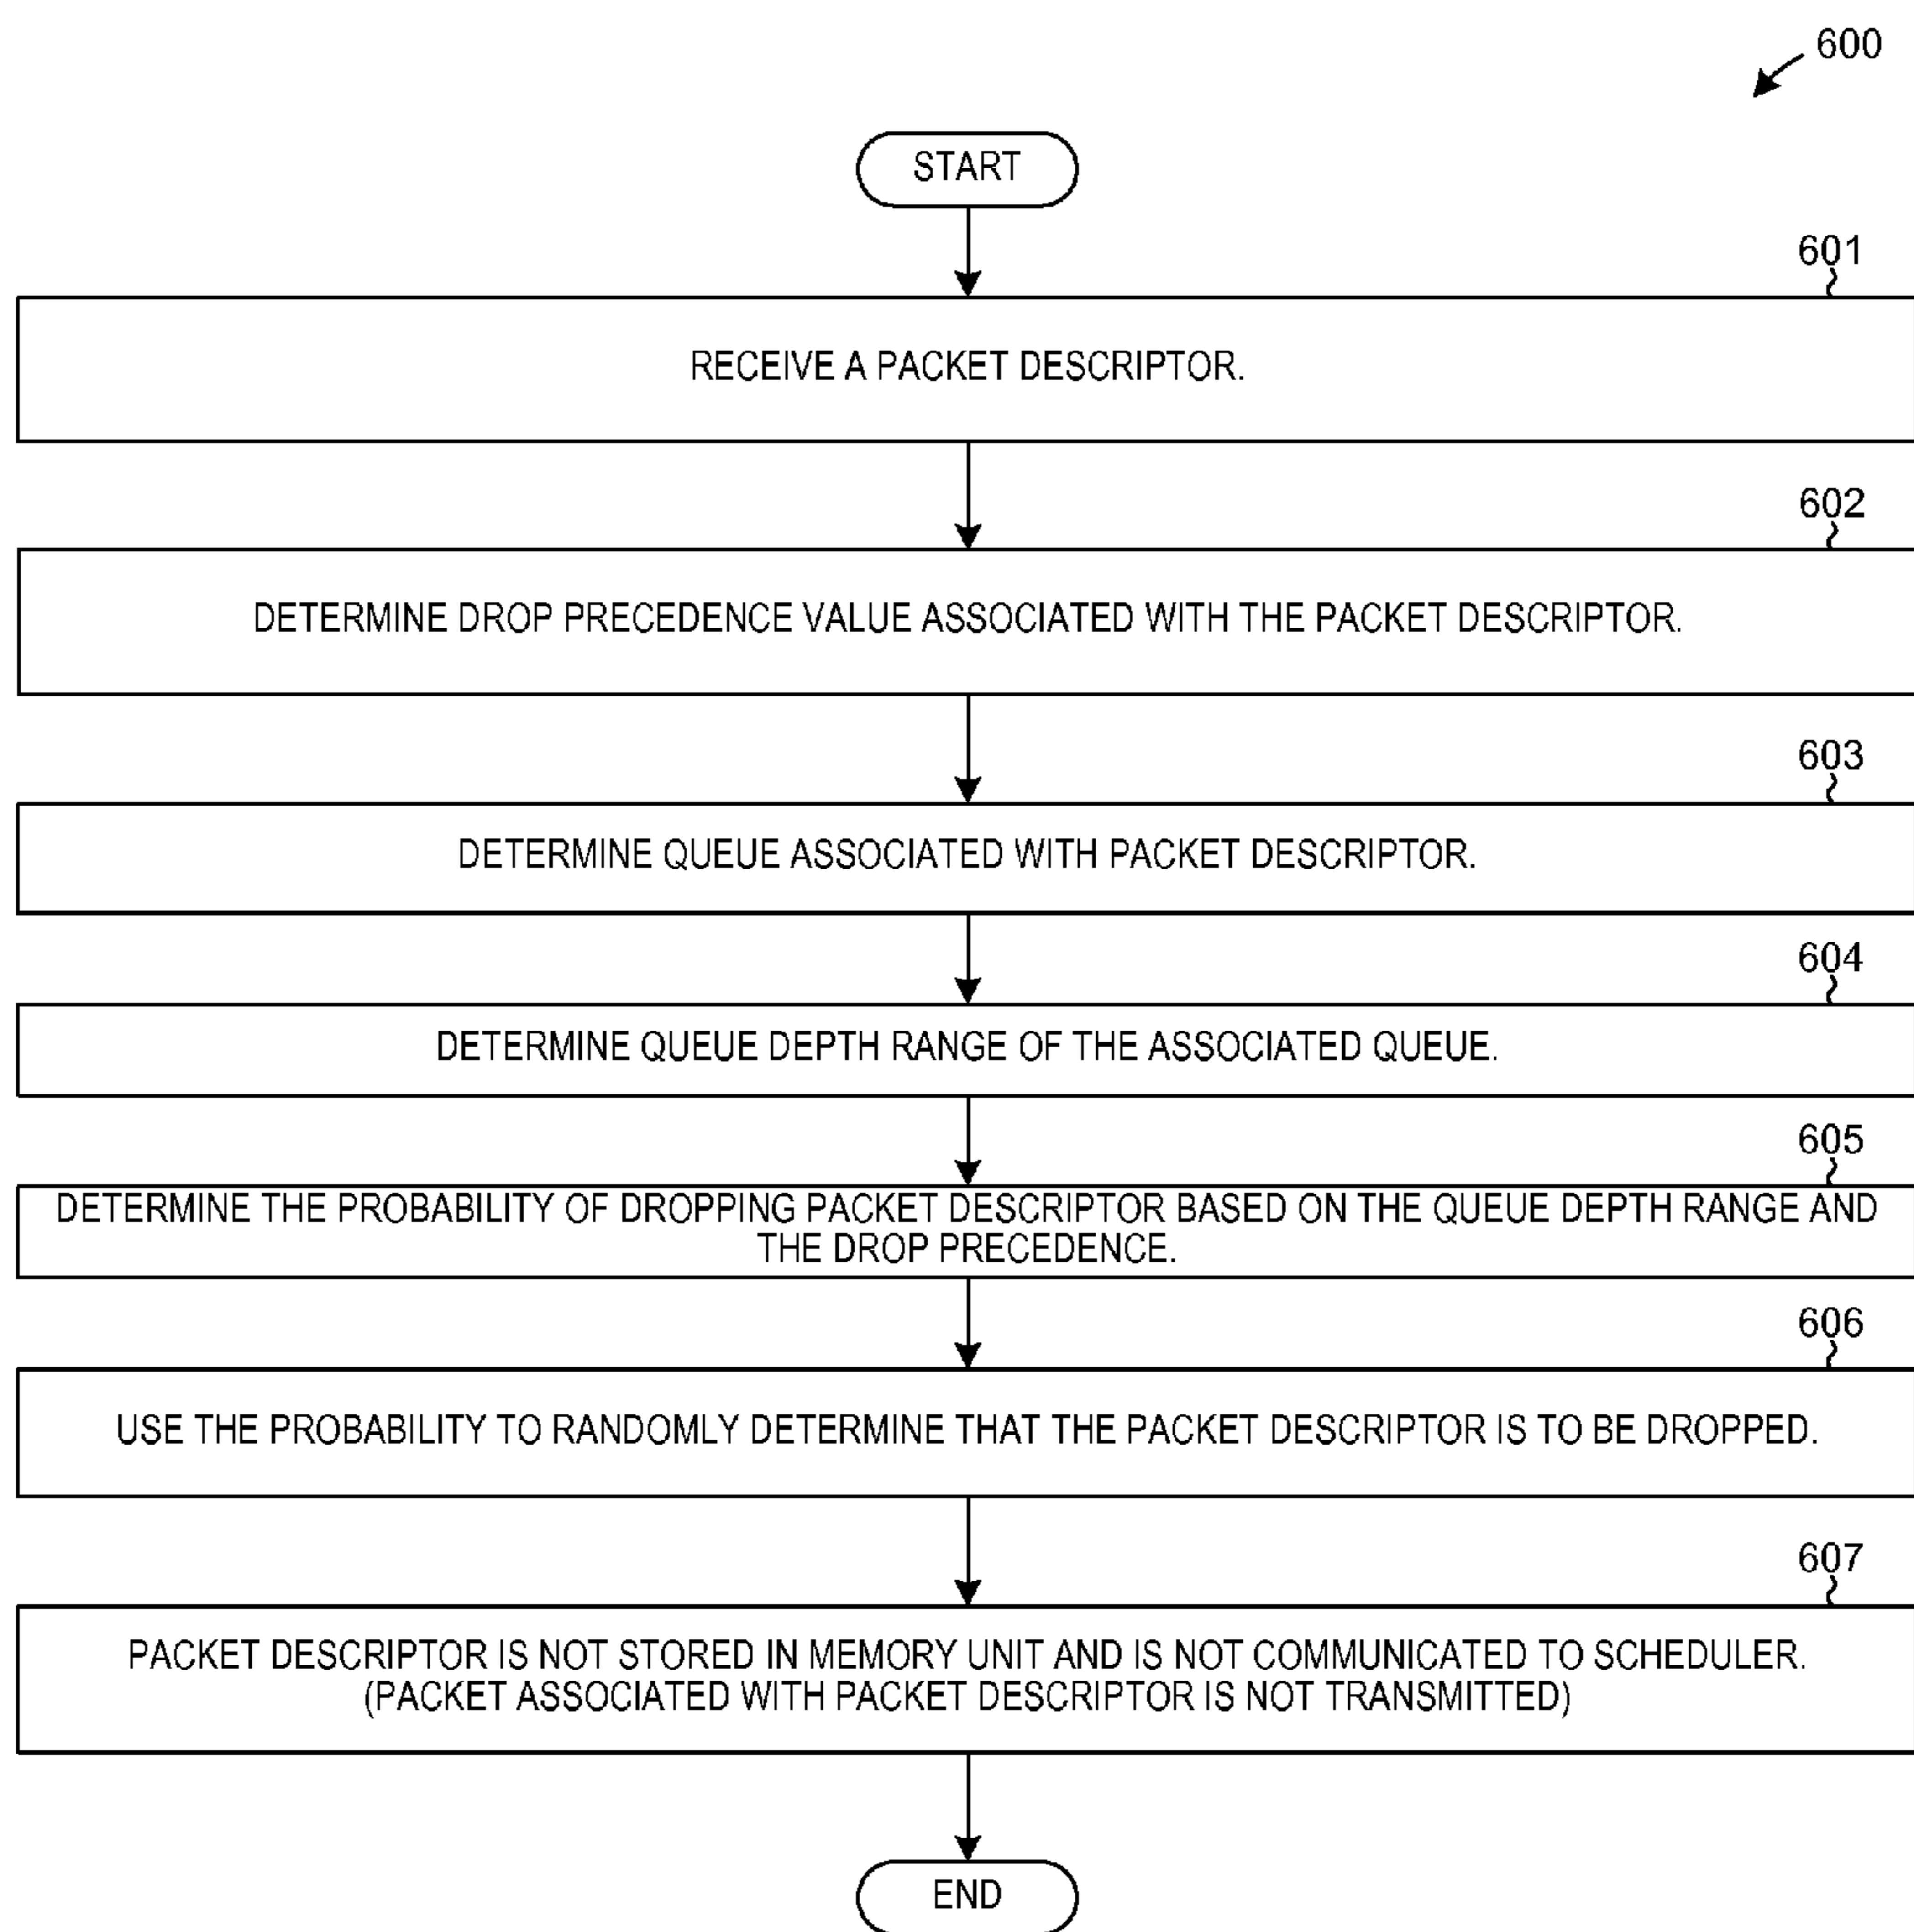 600
START
601
RECEIVE A PACKET DESCRIPTOR.
602
DETERMINE DROP PRECEDENCE VALUE ASSOCIATED WITH THE PACKET DESCRIPTOR.
603
DETERMINE QUEUE ASSOCIATED WITH PACKET DESCRIPTOR.
604
DETERMINE QUEUE DEPTH RANGE OF THE ASSOCIATED QUEUE.
605
DETERMINE THE PROBABILITY OF DROPPING PACKET DESCRIPTOR BASED ON THE QUEUE DEPTH RANGE AND
THE DROP PRECEDENCE.
606
USE THE PROBABILITY TO RANDOMLY DETERMINE THAT THE PACKET DESCRIPTOR IS TO BE DROPPED.
607
PACKET DESCRIPTOR IS NOT STORED IN MEMORY UNIT AND IS NOT COMMUNICATED TO SCHEDULER.
(PACKET ASSOCIATED WITH PACKET DESCRIPTOR IS NOT TRANSMITTED)
END